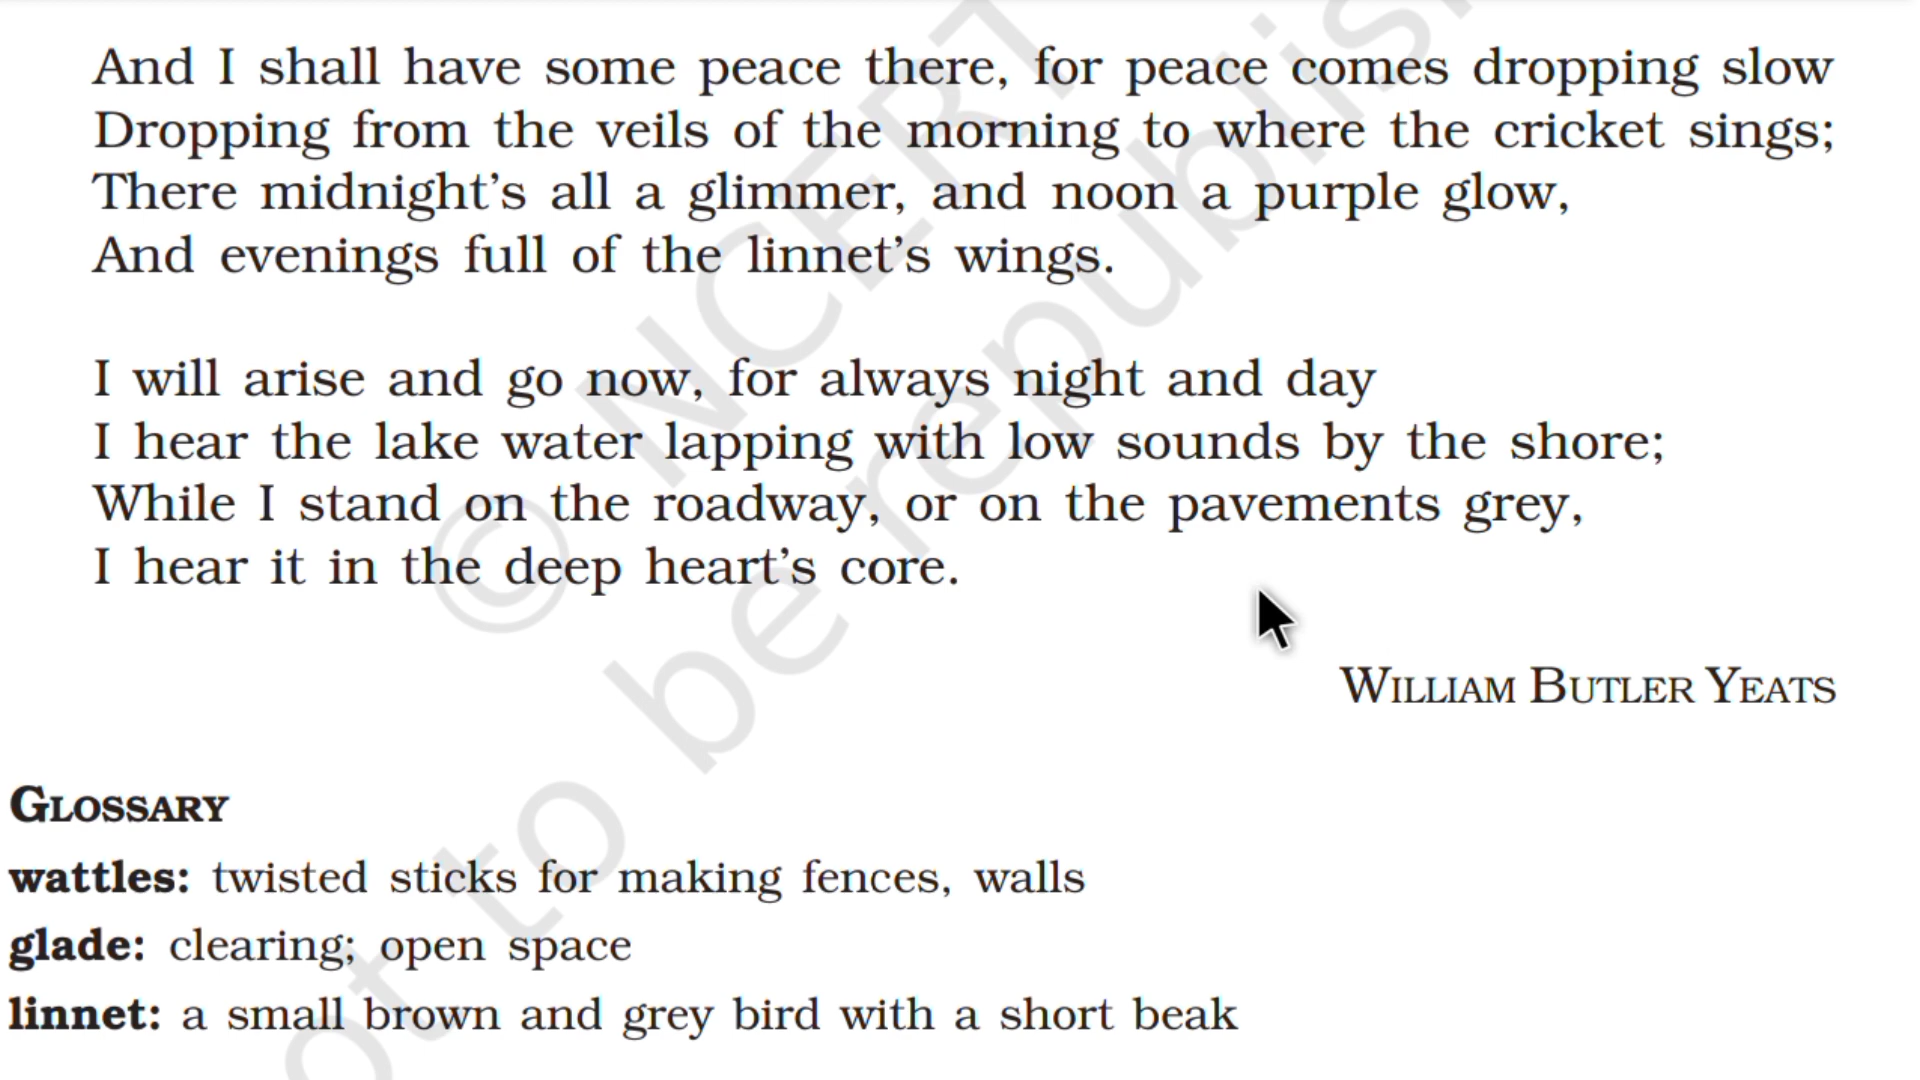 And I shall have some peace there, for peace comes dropping slow
Dropping from the veils of the morning to where the cricket sings;
There midnight’s all a glimmer, and noon a purple glow,
And evenings full of the linnet’s wings.
I will arise and go now, for always night and day
I hear the lake water lapping with low sounds by the shore;
While I stand on the roadway, or on the pavements grey,
I hear it in the deep heart’s core.
WILLIAM BUTLER YEATS
GLOSSARY
wattles: twisted sticks for making fences, walls
glade: clearing; open space
linnet: a small brown and grey bird with a short beak
© NCERT
to be republis